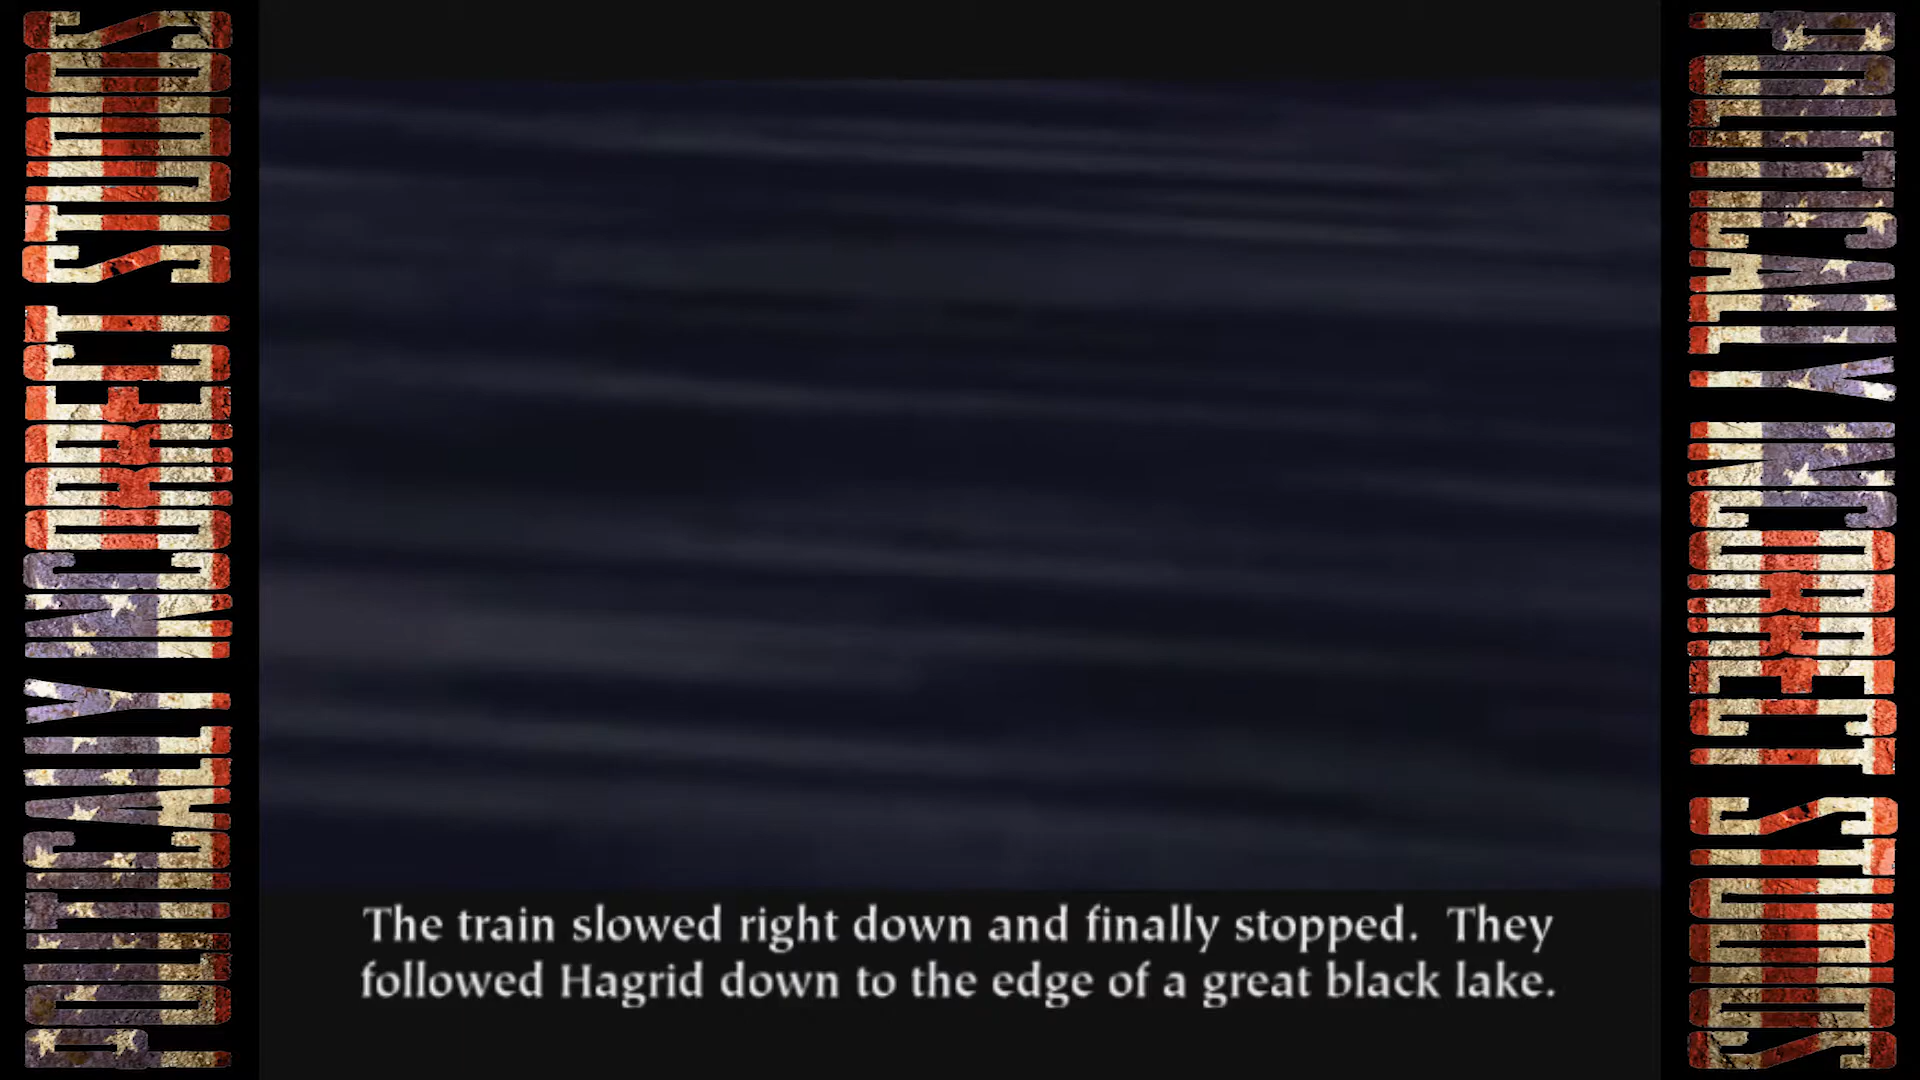 POLITICALLY INCORRECT STUDIOS
The train slowed right down and finally stopped.  They
followed Hagrid down to the edge of a great black lake.
POLITICALLY INCORRECT STUDIOS